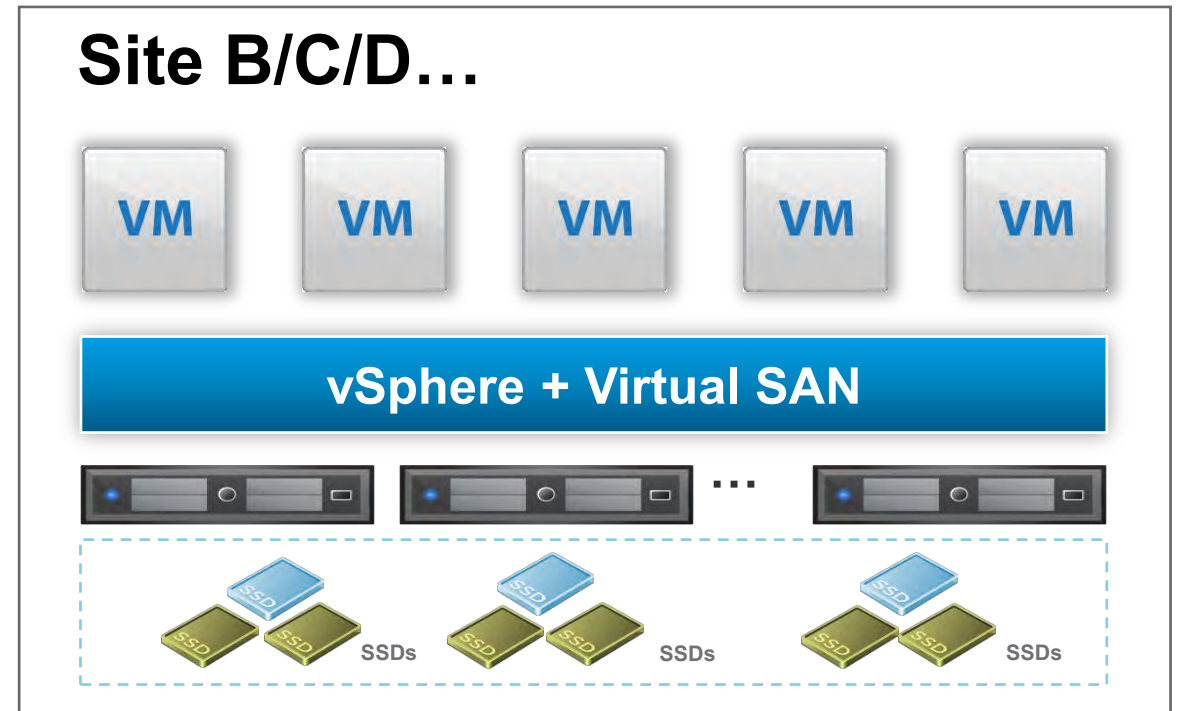 Site B/C/D…
VM VM VM VM VM
vSphere + Virtual SAN
…
SSD SSD SSD
SSD SSD SSD SSD SSD SSD
SSDs SSDs SSDs